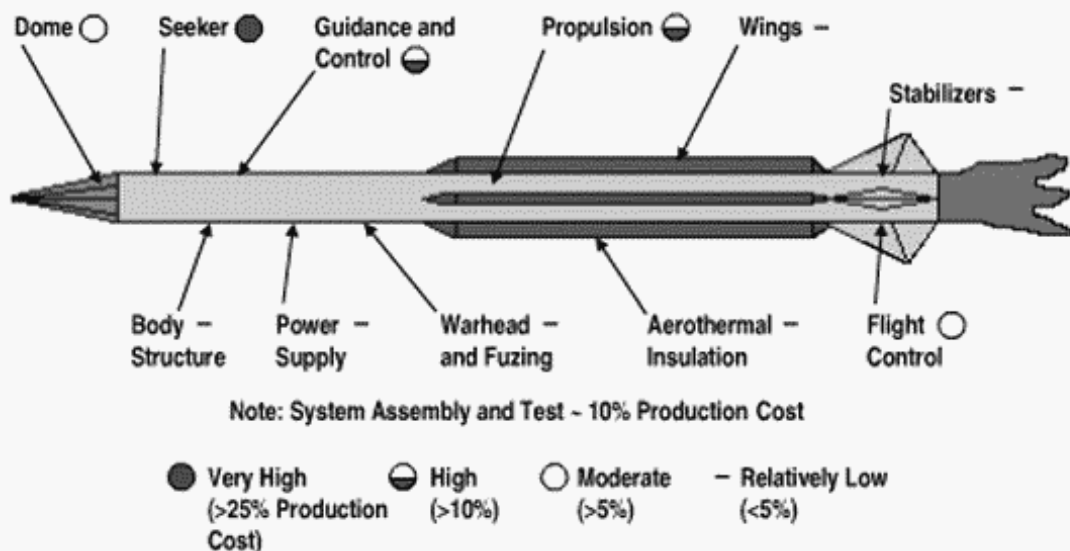 Dome
Seeker
Guidance and
Control
Propulsion
Wings –
Stabilizers –
Body –
Structure
Power –
Supply
Warhead –
and Fuzing
Aerothermal –
Insulation
Flight
Control
Note: System Assembly and Test ~ 10% Production Cost
Very High
(>25% Production
Cost)
High
(>10%)
Moderate
(>5%)
– Relatively Low
(<5%)